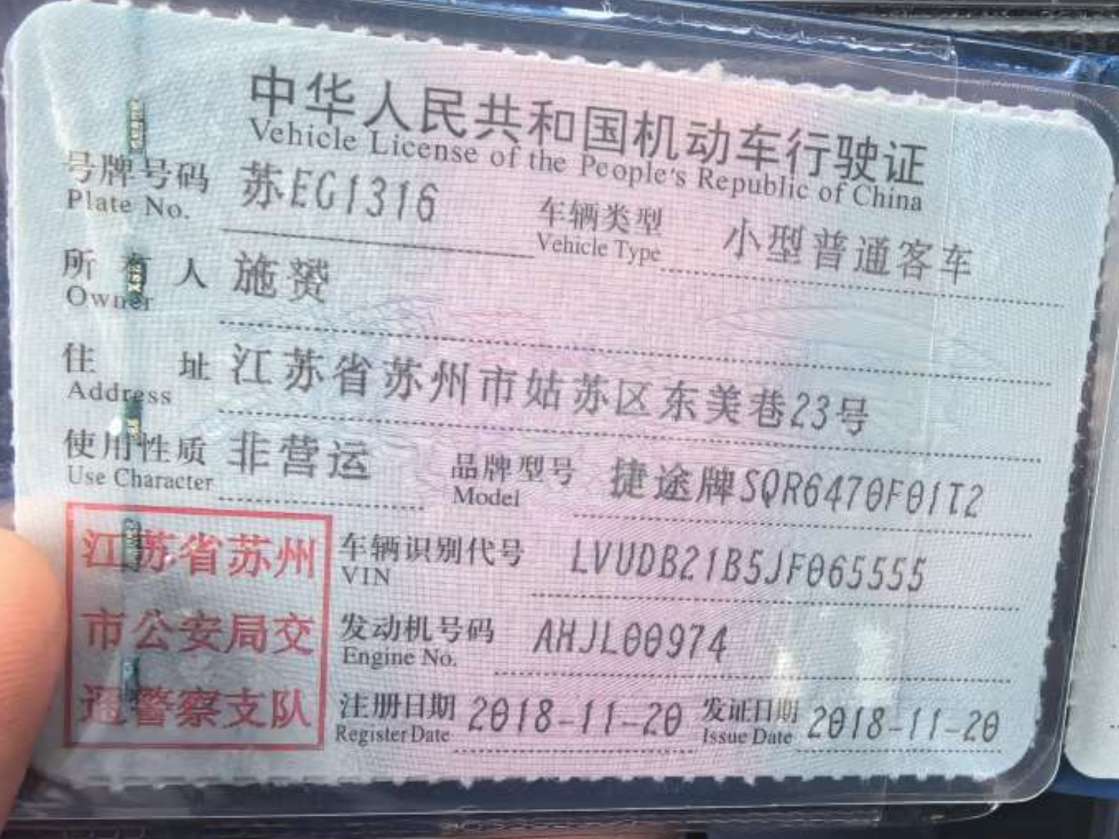 中华人民共和国机动车行驶证
Vehicle License of the People's Republic of China
号牌号码 苏EG1316 车辆类型 小型普通客车
Plate No. Vehicle Type
所有人 施赟
Owner
住址 江苏省苏州市姑苏区东美巷23号
Address
使用性质 非营运 品牌型号 捷途牌SQR6470F01T2
Use Character Model
江苏省苏州
市公安局交
通警察支队
车辆识别代号 LVUDB21B5JF065555
VIN
发动机号码 AHJL00974
Engine No.
注册日期 2018-11-20 发证日期 2018-11-20
Register Date Issue Date